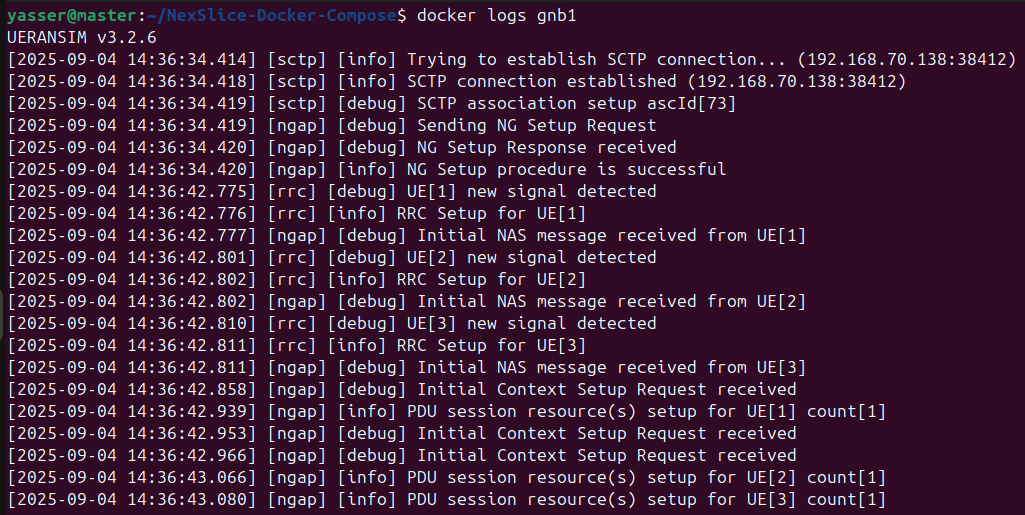 yasser@master:~/NexSlice-Docker-Compose$ docker logs gnb1
UERANSIM v3.2.6
[2025-09-04 14:36:34.414] [sctp] [info] Trying to establish SCTP connection... (192.168.70.138:38412)
[2025-09-04 14:36:34.418] [sctp] [info] SCTP connection established (192.168.70.138:38412)
[2025-09-04 14:36:34.419] [sctp] [debug] SCTP association setup ascId[73]
[2025-09-04 14:36:34.419] [ngap] [debug] Sending NG Setup Request
[2025-09-04 14:36:34.420] [ngap] [debug] NG Setup Response received
[2025-09-04 14:36:34.420] [ngap] [info] NG Setup procedure is successful
[2025-09-04 14:36:42.775] [rrc] [debug] UE[1] new signal detected
[2025-09-04 14:36:42.776] [rrc] [info] RRC Setup for UE[1]
[2025-09-04 14:36:42.777] [ngap] [debug] Initial NAS message received from UE[1]
[2025-09-04 14:36:42.801] [rrc] [debug] UE[2] new signal detected
[2025-09-04 14:36:42.802] [rrc] [info] RRC Setup for UE[2]
[2025-09-04 14:36:42.802] [ngap] [debug] Initial NAS message received from UE[2]
[2025-09-04 14:36:42.810] [rrc] [debug] UE[3] new signal detected
[2025-09-04 14:36:42.811] [rrc] [info] RRC Setup for UE[3]
[2025-09-04 14:36:42.811] [ngap] [debug] Initial NAS message received from UE[3]
[2025-09-04 14:36:42.858] [ngap] [debug] Initial Context Setup Request received
[2025-09-04 14:36:42.939] [ngap] [info] PDU session resource(s) setup for UE[1] count[1]
[2025-09-04 14:36:42.953] [ngap] [debug] Initial Context Setup Request received
[2025-09-04 14:36:42.966] [ngap] [debug] Initial Context Setup Request received
[2025-09-04 14:36:43.066] [ngap] [info] PDU session resource(s) setup for UE[2] count[1]
[2025-09-04 14:36:43.080] [ngap] [info] PDU session resource(s) setup for UE[3] count[1]